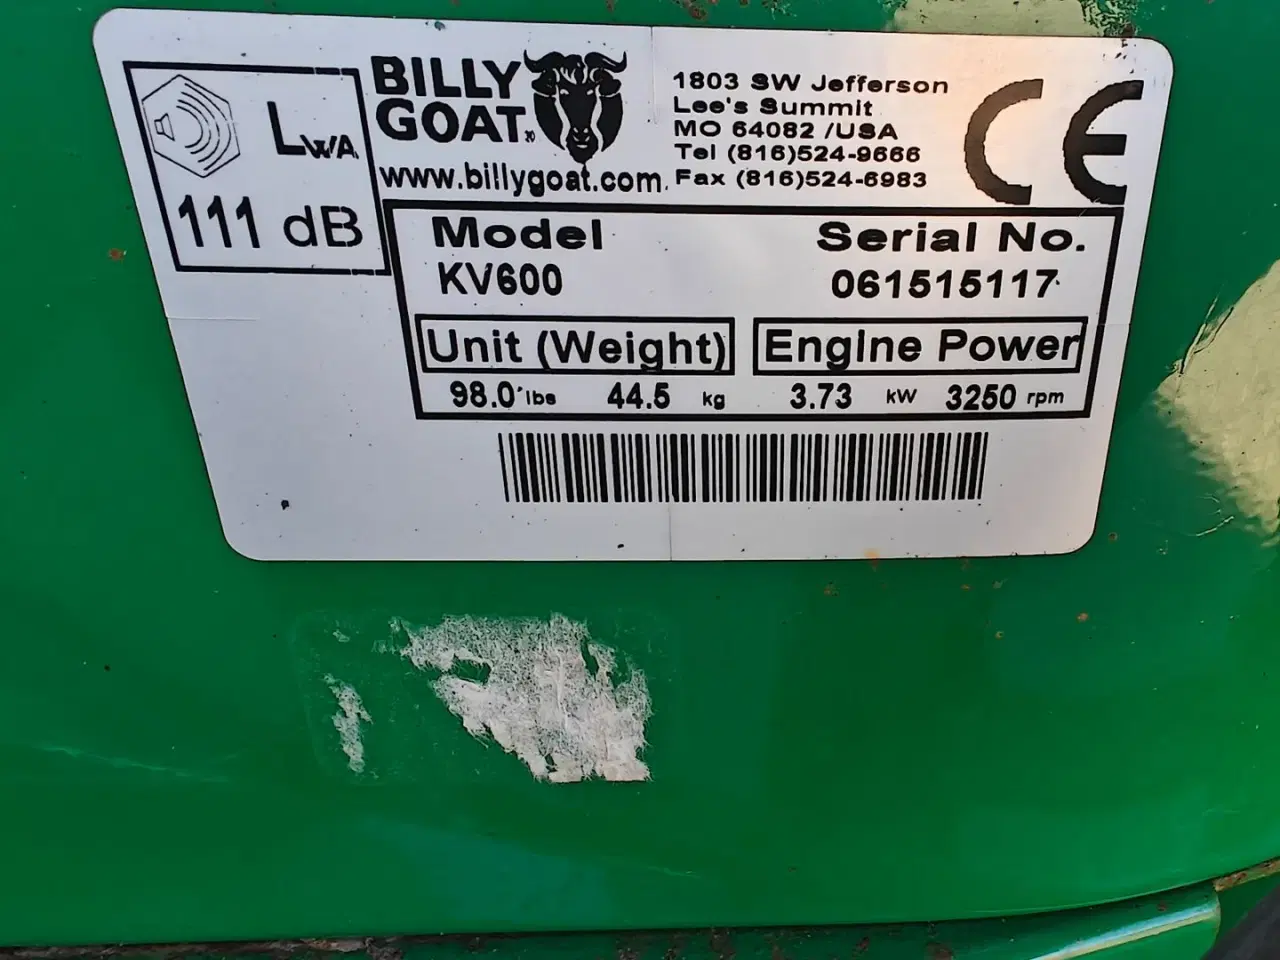 LWA
111 dB
BILLY
GOAT
www.billygoat.com
1803 SW Jefferson
Lee's Summit
MO 64082 /USA
Tel (816)524-9666
Fax (816)524-6983
CE
Model Serial No.
KV600 061515117
Unit (Weight) Engine Power
98.0 lbs 44.5 kg 3.73 kW 3250 rpm